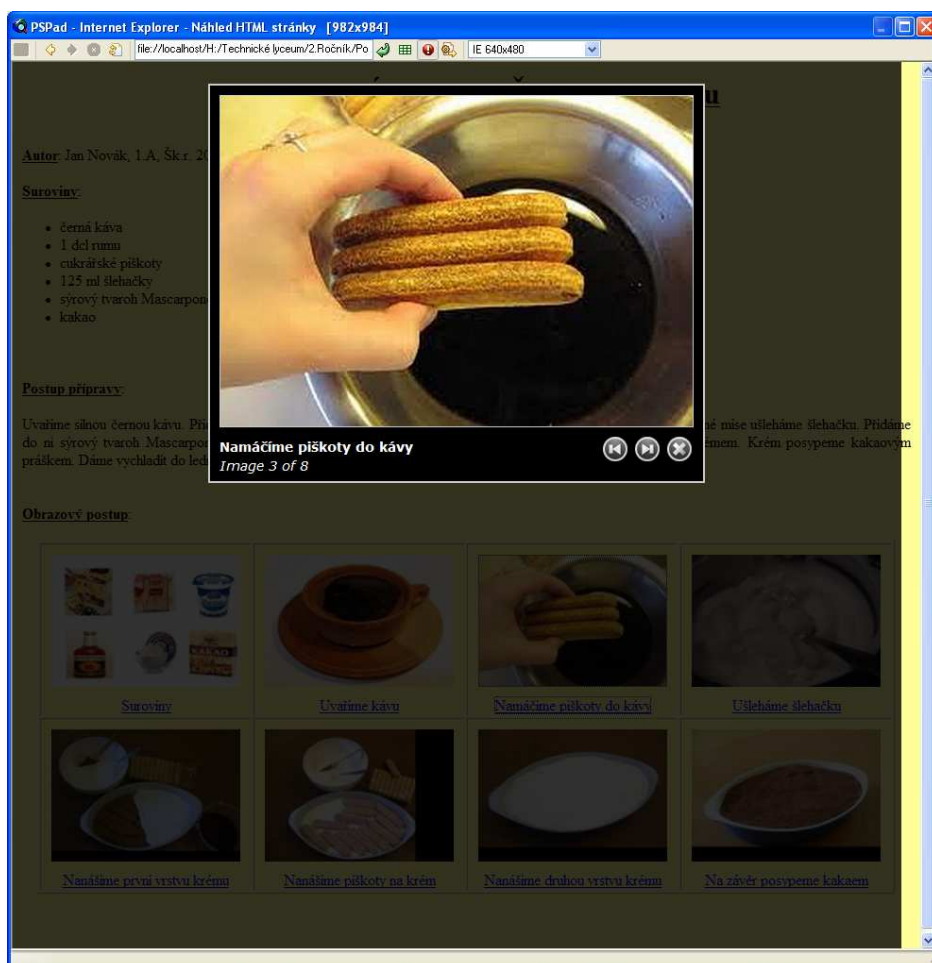 PSPad - Internet Explorer - Náhled HTML stránky [982x984]
file://localhost/H:/Technické lyceum/2.Ročník/Po
IE 640x480
u
Autor: Jan Novák, 1.A, Šk.r. 20
Suroviny:
černá káva
1 dcl rumu
cukrářské piškoty
125 ml šlehačky
sýrový tvaroh Mascarpon
kakao
Postup přípravy:
Uvaříme silnou černou kávu. Při né mise ušleháme šlehačku. Přidáme
do ní sýrový tvaroh Mascarpon émem. Krém posypeme kakaovým
práškem. Dáme vychladit do led
Namáčíme piškoty do kávy
Image 3 of 8
Obrazový postup:
KAKAO
Suroviny Uvaříme kávu Namáčíme piškoty do kávy Ušleháme šlehačku
Nanášíme první vrstvu krému Nanášíme piškoty na krém Nanášíme druhou vrstvu krému Na závěr posypeme kakaem